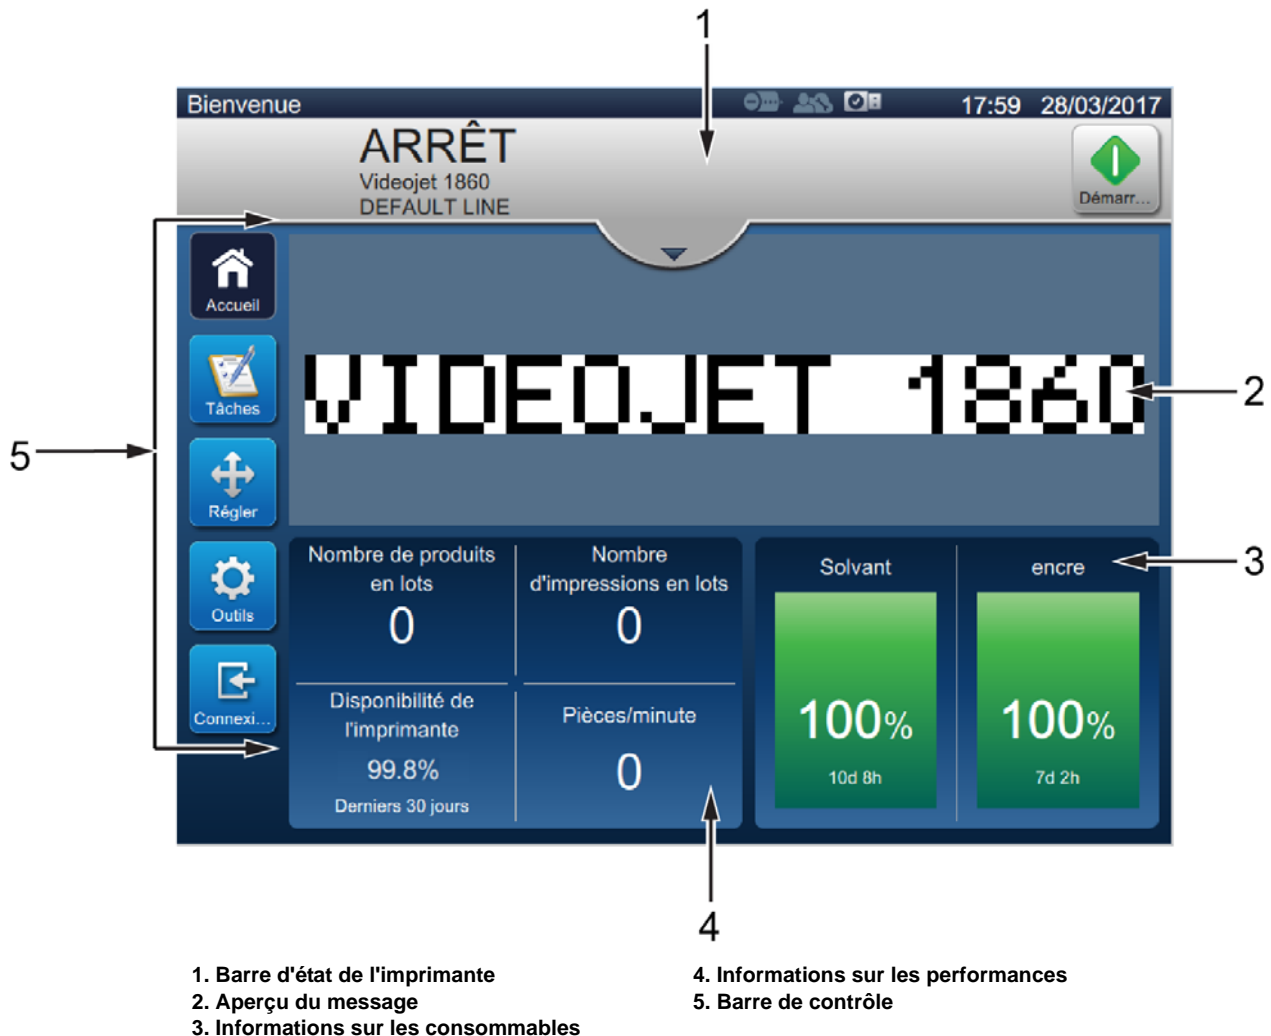 1
Bienvenue
17:59 28/03/2017
ARRÊT
Videojet 1860
DEFAULT LINE
Démarr...
Accueil
Tâches
Régler
Outils
Connexi...
VIDEOJET 1860
2
5
3
Nombre de produits
en lots
0
Nombre
d'impressions en lots
0
Disponibilité de
l'imprimante
99.8%
Derniers 30 jours
Pièces/minute
0
Solvant
100%
10d 8h
encre
100%
7d 2h
4
1. Barre d'état de l'imprimante
2. Aperçu du message
3. Informations sur les consommables
4. Informations sur les performances
5. Barre de contrôle